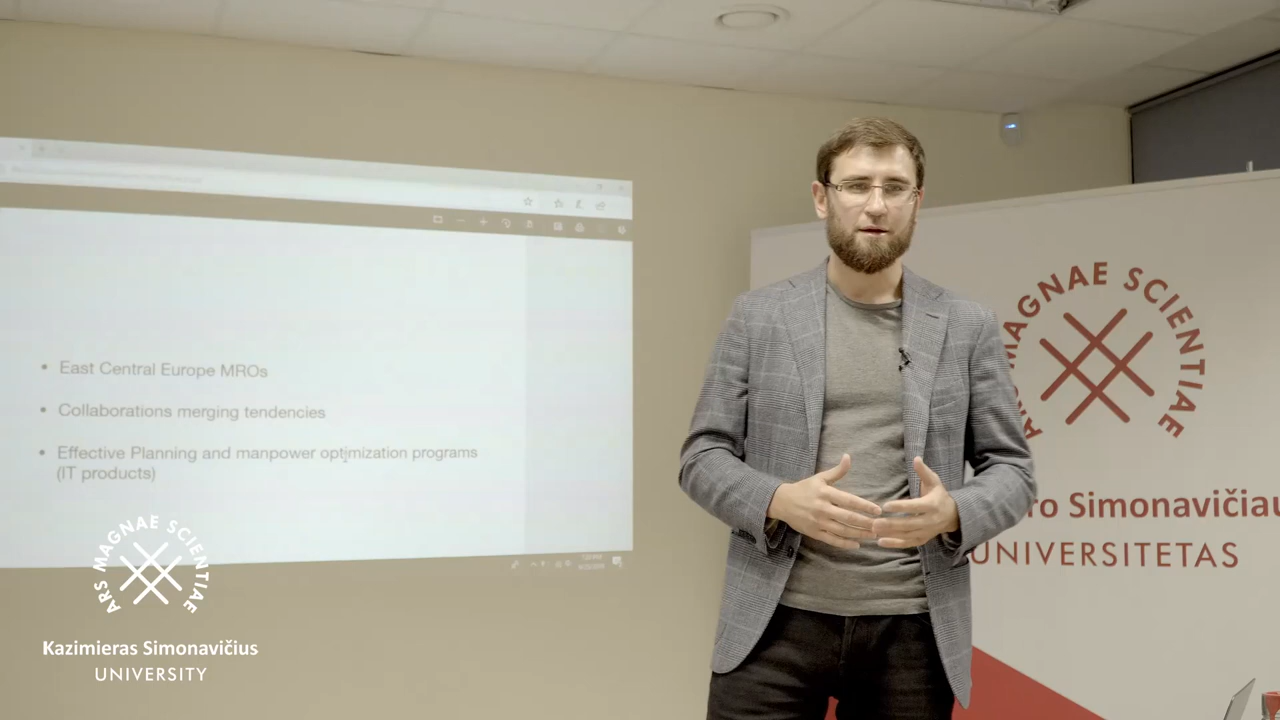 • East Central Europe MROs
• Collaborations merging tendencies
• Effective Planning and manpower optimization programs
(IT products)
ARS MAGNAE SCIENTIAE
Kazimieras Simonavičius
UNIVERSITY
ARS MAGNAE SCIENTIAE
ro Simonavičiau
UNIVERSITETAS